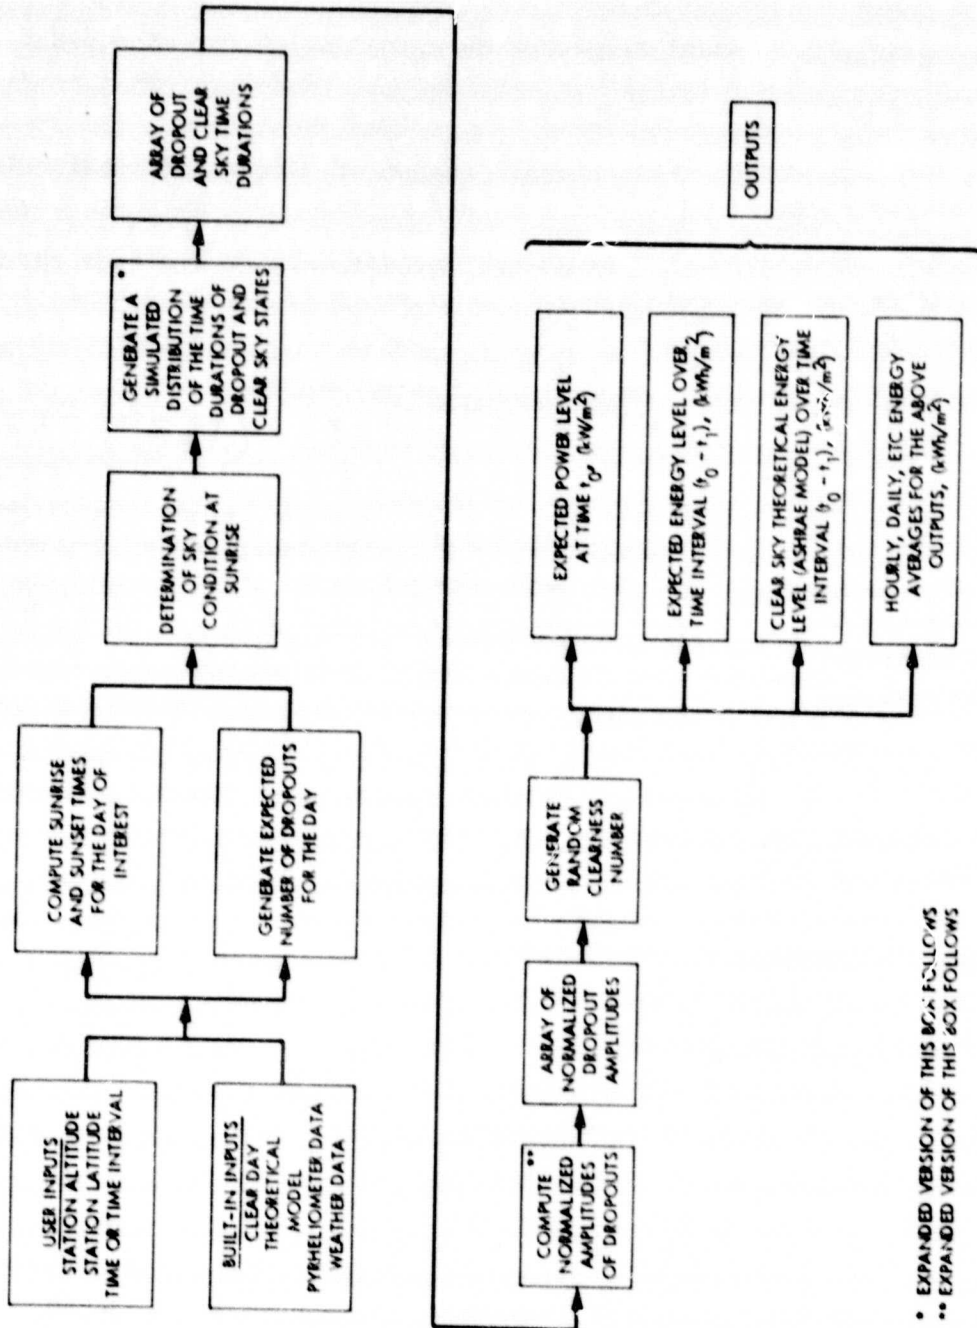 USER INPUTS
STATION ALTITUDE
STATION LATITUDE
TIME OR TIME INTERVAL
BUILT-IN INPUTS
CLEAR DAY
THEORETICAL
MODEL
PYRHELIOMETER DATA
WEATHER DATA
COMPUTE SUNRISE
AND SUNSET TIMES
FOR THE DAY OF
INTEREST
GENERATE EXPECTED
NUMBER OF DROPOUTS
FOR THE DAY
DETERMINATION
OF SKY
CONDITION AT
SUNRISE
GENERATE A *
SIMULATED
DISTRIBUTION
OF THE TIME
DURATIONS OF
DROPOUT AND
CLEAR SKY STATES
ARRAY OF
DROPOUT
AND CLEAR
SKY TIME
DURATIONS
COMPUTE **
NORMALIZED
AMPLITUDES
OF DROPOUTS
ARRAY OF
NORMALIZED
DROPOUT
AMPLITUDES
GENERATE
RANDOM
CLEARNESS
NUMBER
EXPECTED POWER LEVEL
AT TIME t₀, (kW/m²)
EXPECTED ENERGY LEVEL OVER
TIME INTERVAL (t₀ - t₁), (kWh/m²)
CLEAR SKY THEORETICAL ENERGY
LEVEL (ASHRAE MODEL) OVER TIME
INTERVAL (t₀ - t₁),
HOURLY, DAILY, ETC ENERGY
AVERAGES FOR THE ABOVE
OUTPUTS, (kWh/m²)
OUTPUTS
* EXPANDED VERSION OF THIS BOX FOLLOWS
** EXPANDED VERSION OF THIS BOX FOLLOWS